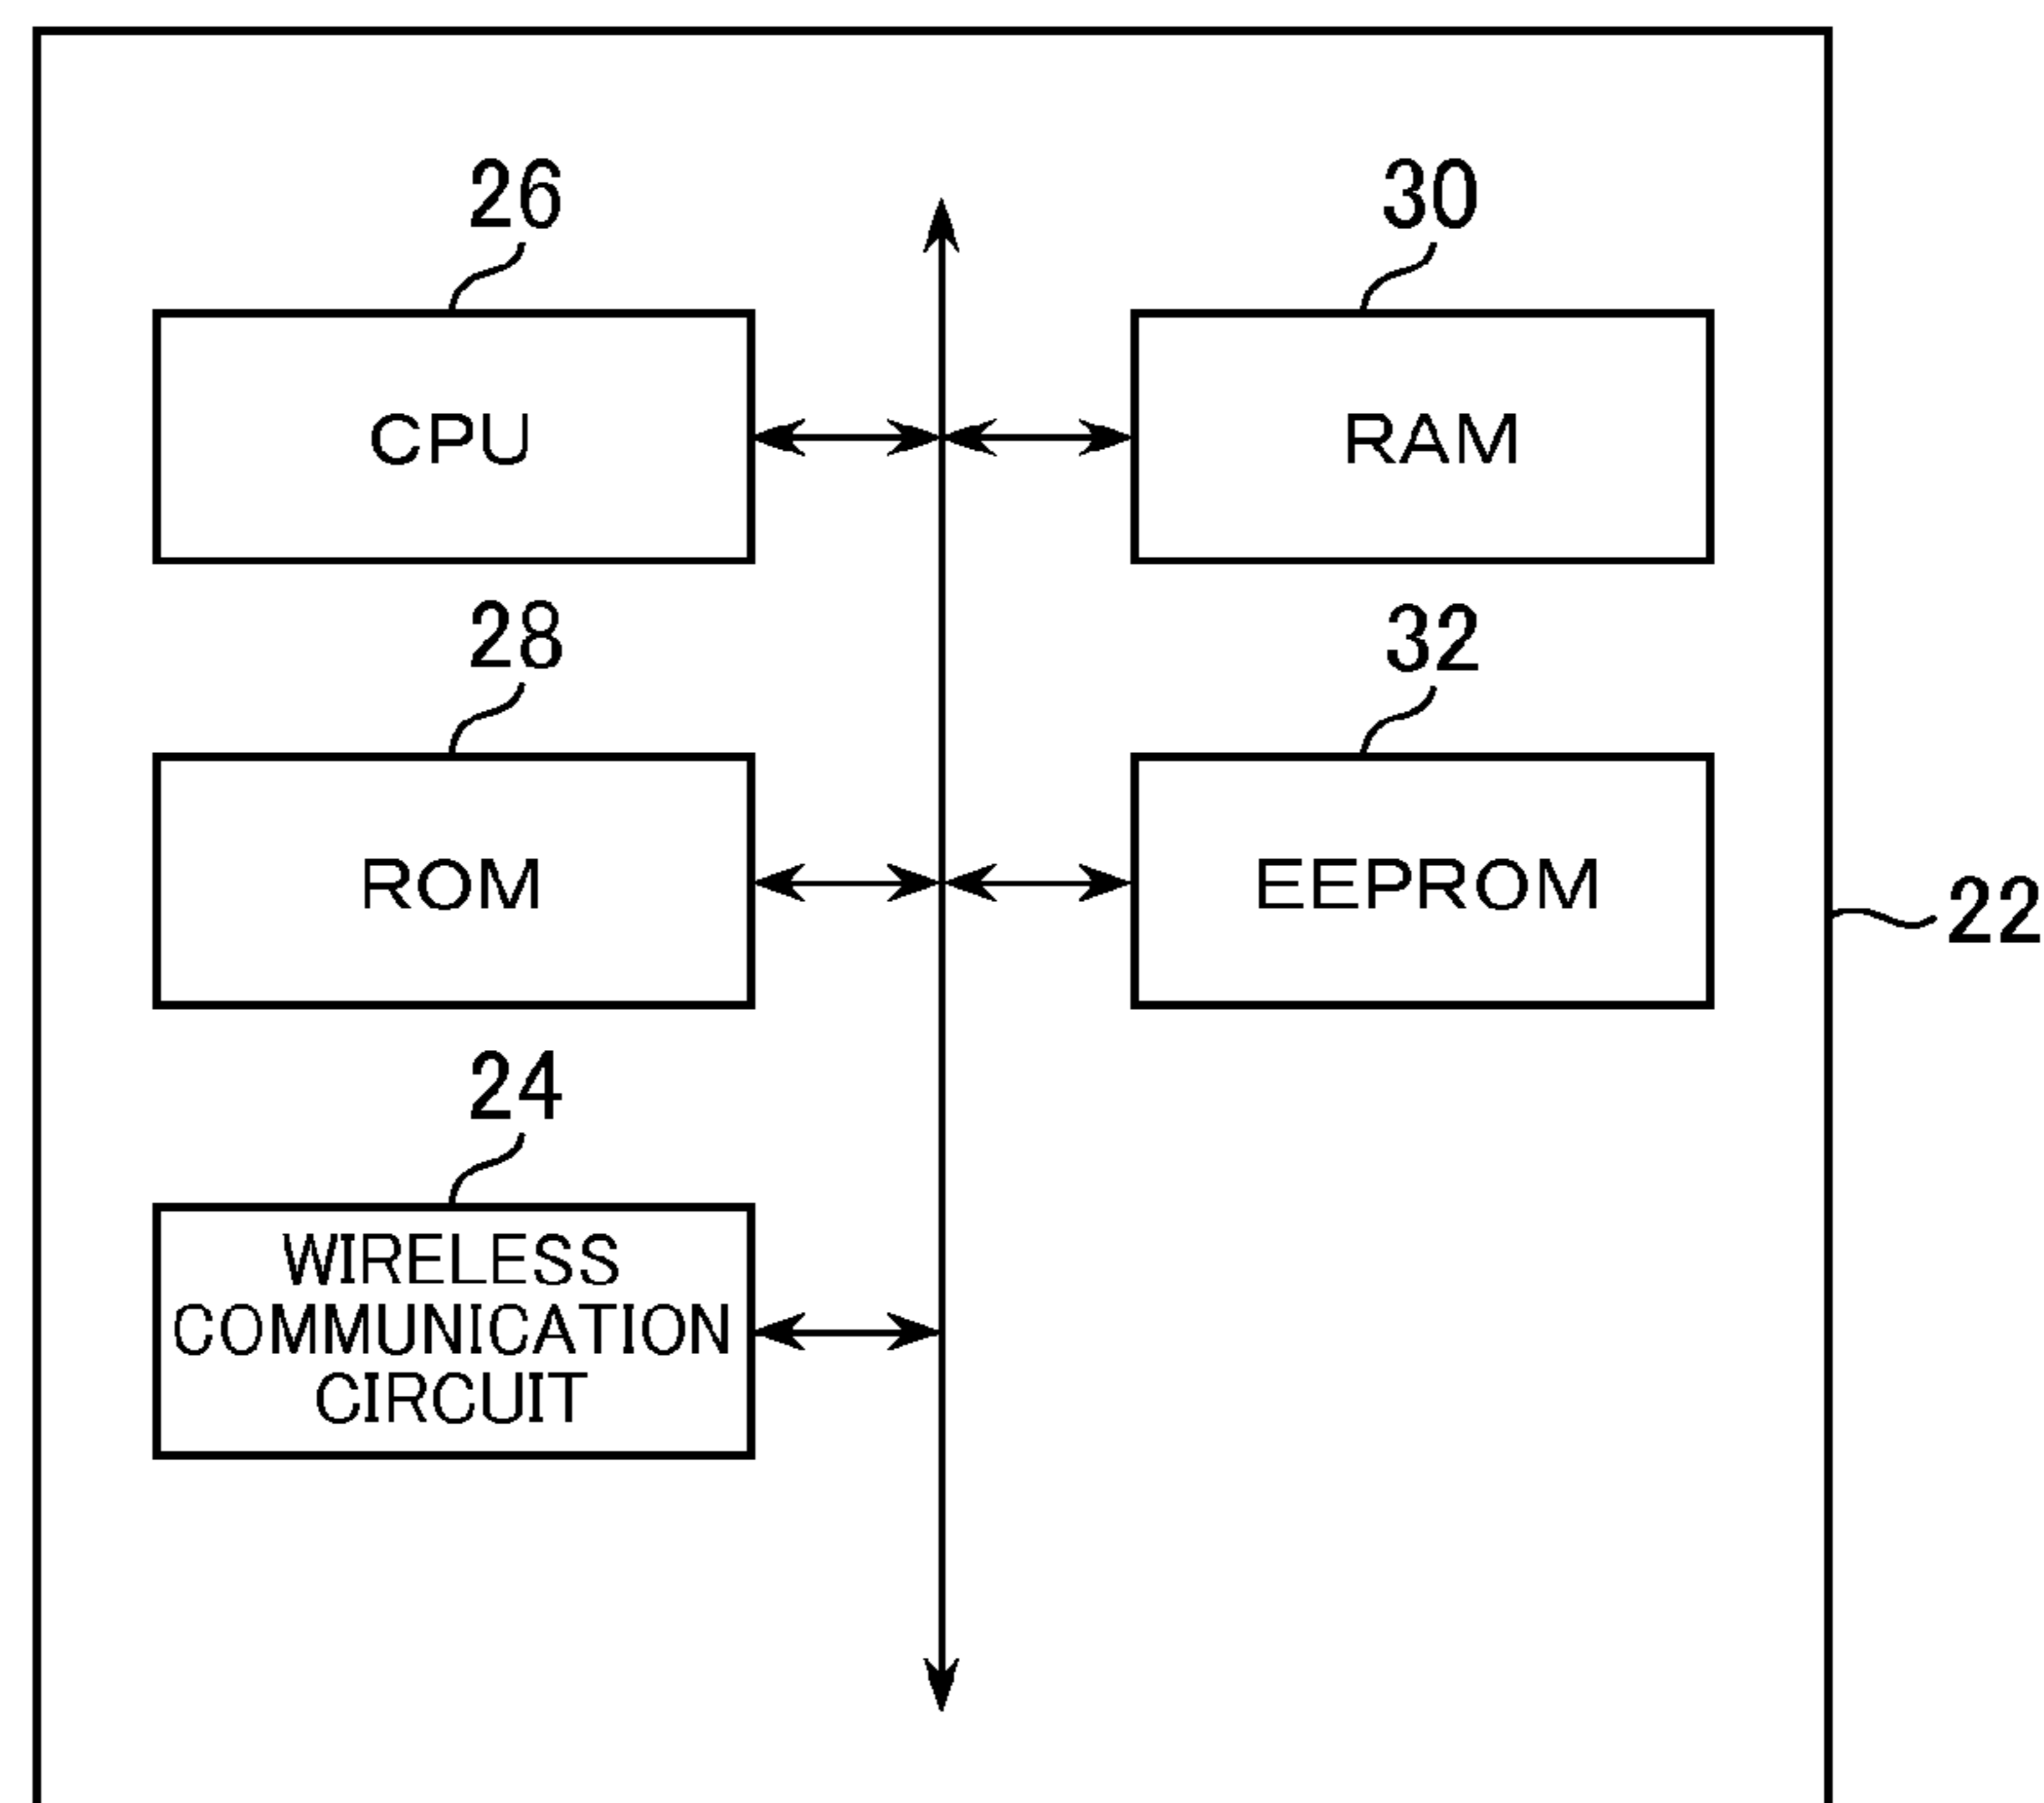 26
30
CPU
RAM
28
32
ROM
EEPROM
22
24
WIRELESS
COMMUNICATION
CIRCUIT